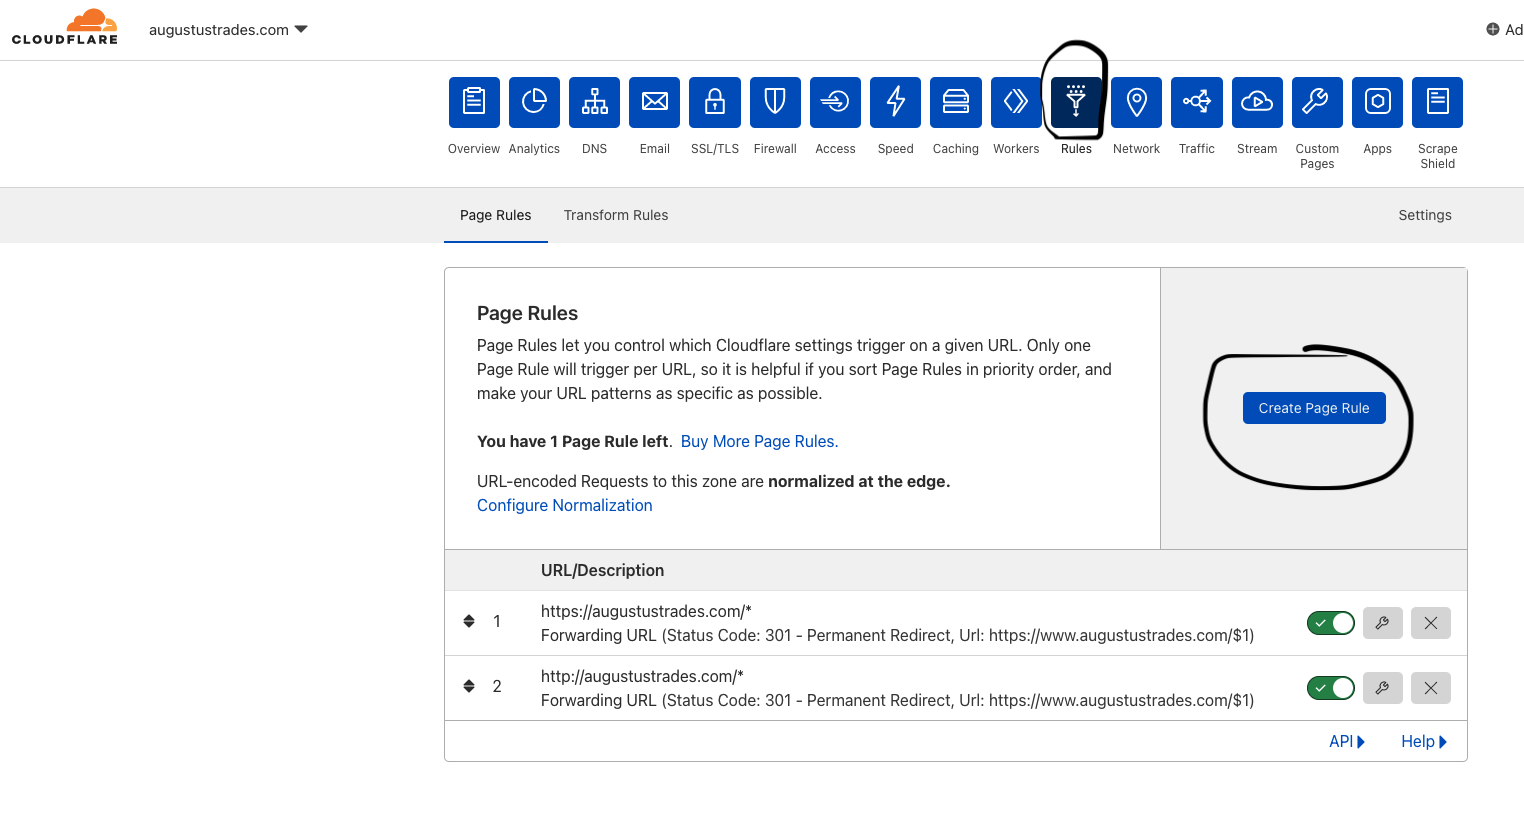 CLOUDFLARE
augustustrades.com
Ad
Overview
Analytics
DNS
Email
SSL/TLS
Firewall
Access
Speed
Caching
Workers
Rules
Network
Traffic
Stream
Custom
Pages
Apps
Scrape
Shield
Page Rules
Transform Rules
Settings
Page Rules
Page Rules let you control which Cloudflare settings trigger on a given URL. Only one
Page Rule will trigger per URL, so it is helpful if you sort Page Rules in priority order, and
make your URL patterns as specific as possible.
You have 1 Page Rule left. Buy More Page Rules.
URL-encoded Requests to this zone are normalized at the edge.
Configure Normalization
Create Page Rule
URL/Description
1
https://augustustrades.com/*
Forwarding URL (Status Code: 301 - Permanent Redirect, Url: https://www.augustustrades.com/$1)
2
http://augustustrades.com/*
Forwarding URL (Status Code: 301 - Permanent Redirect, Url: https://www.augustustrades.com/$1)
API
Help